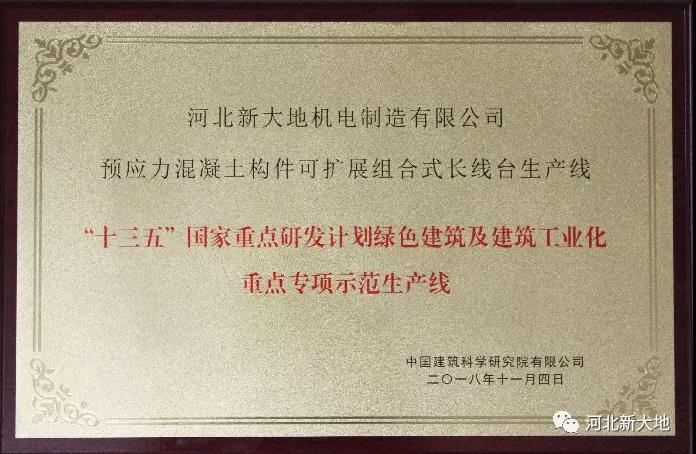 河北新大地机电制造有限公司
预应力混凝土构件可扩展组合式长线台生产线
“十三五”国家重点研发计划绿色建筑及建筑工业化
重点专项示范生产线
中国建筑科学研究院有限公司
二〇一八年十一月四日
河北新大地